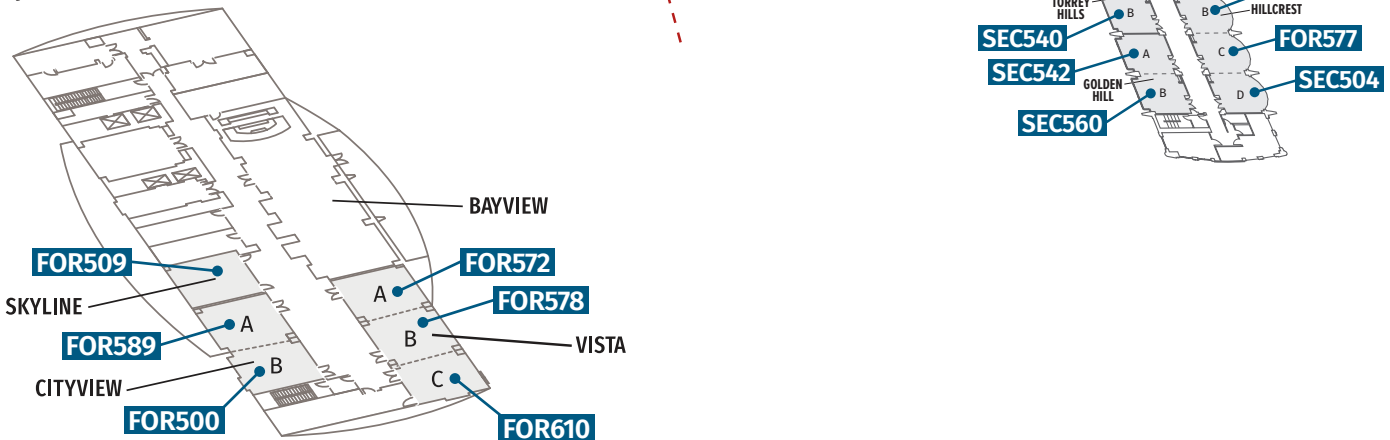 BAYVIEW
FOR509
FOR572
SKYLINE
A
FOR578
FOR589
A
B
VISTA
CITYVIEW
B
C
FOR500
FOR610
HILLS
B
B
HILLCREST
SEC540
A
C
FOR577
SEC542
GOLDEN
HILL
B
D
SEC504
SEC560